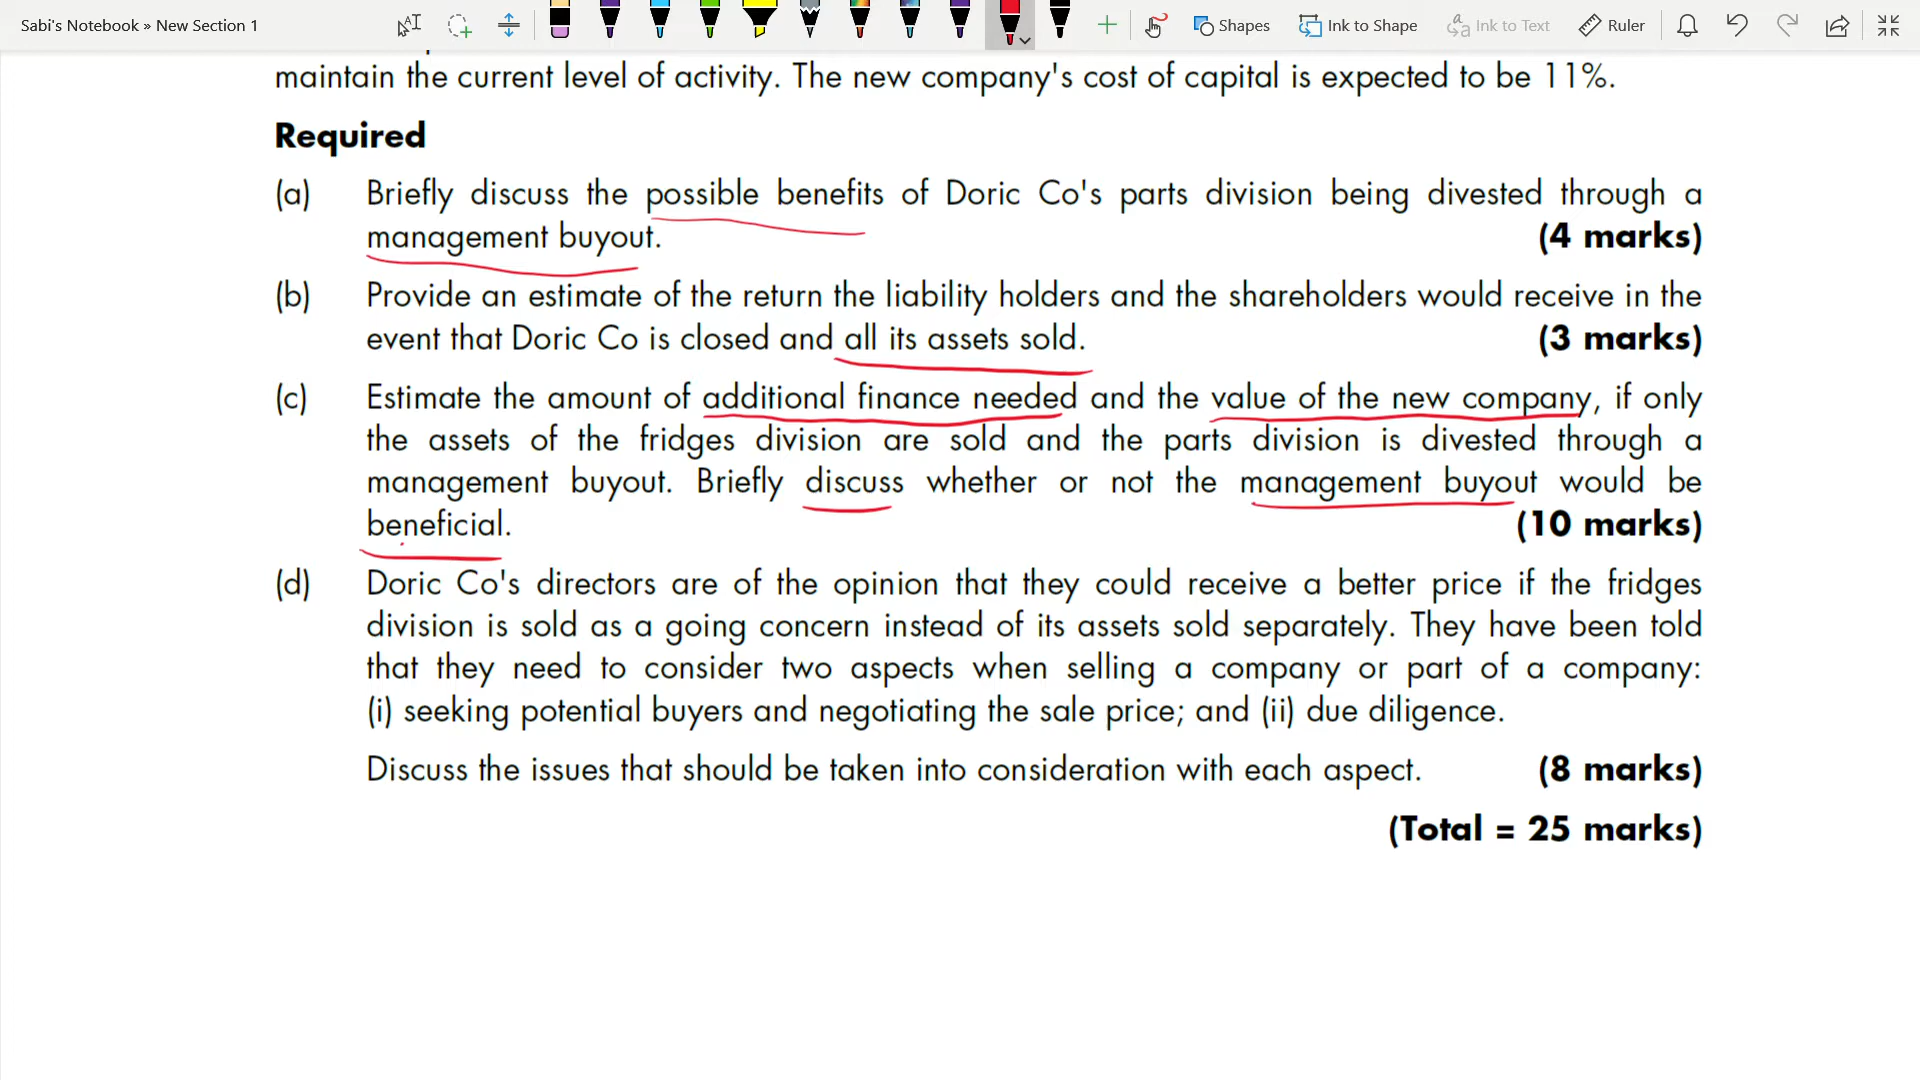 Sabi's Notebook » New Section 1
Shapes
Ink to Shape
Ink to Text
Ruler
maintain the current level of activity. The new company's cost of capital is expected to be 11%.
Required
(a) Briefly discuss the possible benefits of Doric Co's parts division being divested through a
management buyout. (4 marks)
(b) Provide an estimate of the return the liability holders and the shareholders would receive in the
event that Doric Co is closed and all its assets sold. (3 marks)
(c) Estimate the amount of additional finance needed and the value of the new company, if only
the assets of the fridges division are sold and the parts division is divested through a
management buyout. Briefly discuss whether or not the management buyout would be
beneficial. (10 marks)
(d) Doric Co's directors are of the opinion that they could receive a better price if the fridges
division is sold as a going concern instead of its assets sold separately. They have been told
that they need to consider two aspects when selling a company or part of a company:
(i) seeking potential buyers and negotiating the sale price; and (ii) due diligence.
Discuss the issues that should be taken into consideration with each aspect. (8 marks)
(Total = 25 marks)